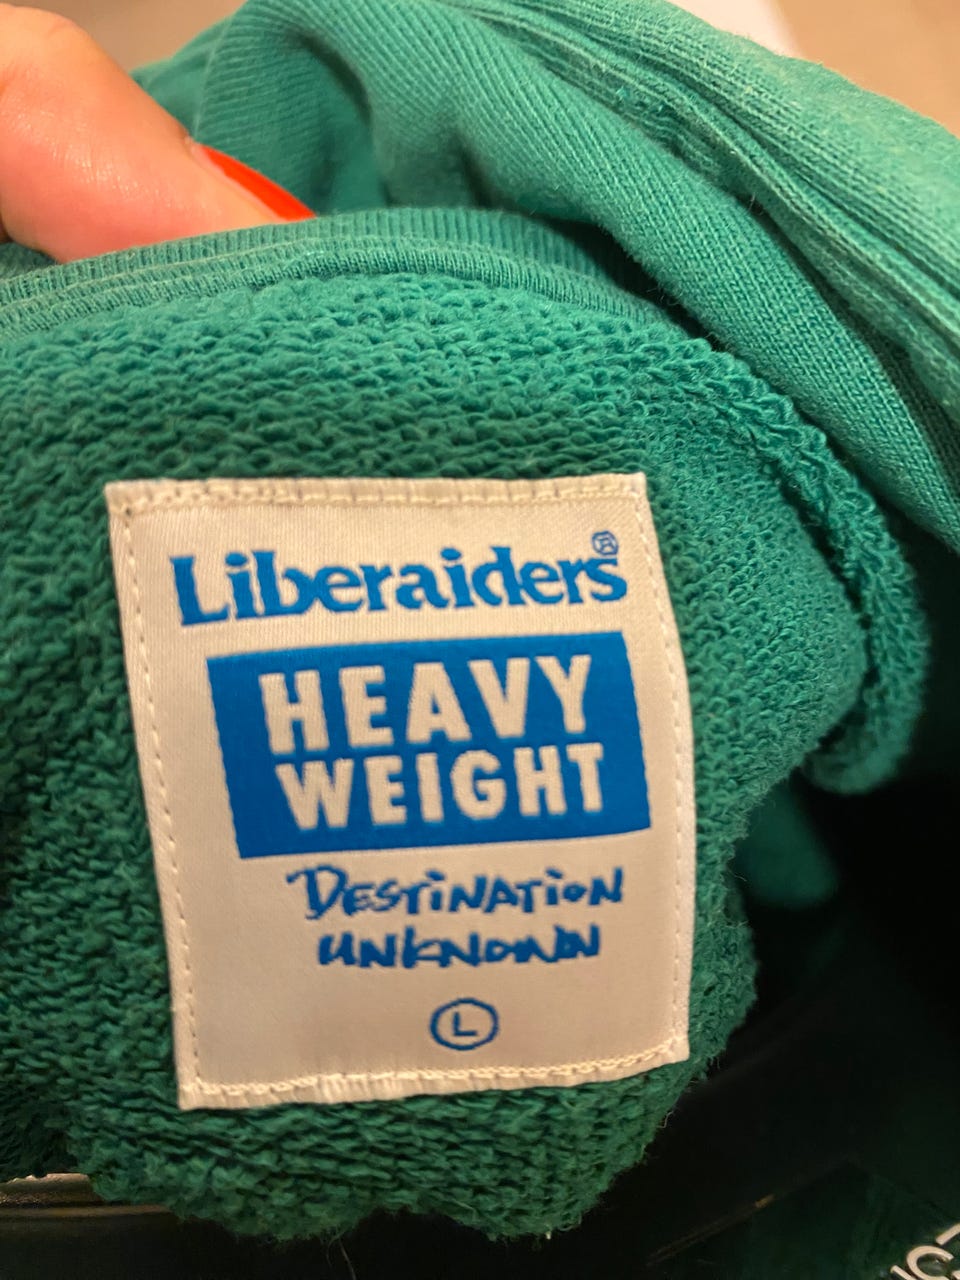 Liberaiders®
HEAVY
WEIGHT
DESTiNATiON
UNKNOWN
L